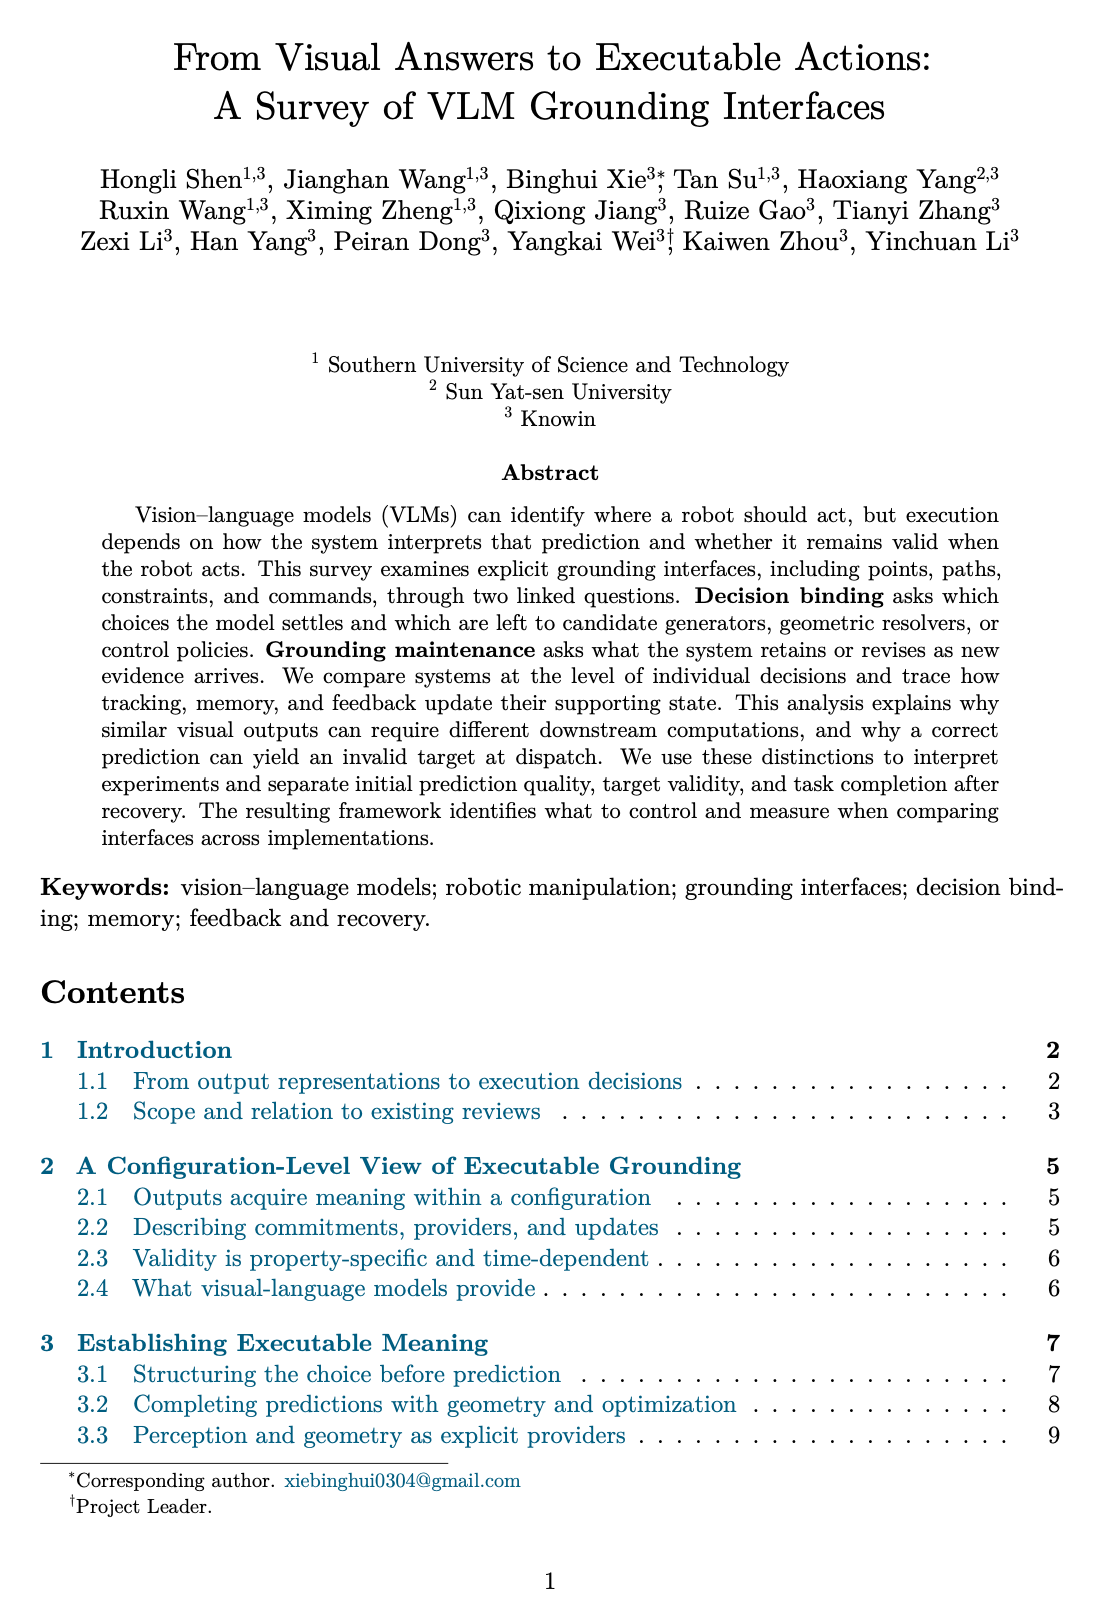 From Visual Answers to Executable Actions:
A Survey of VLM Grounding Interfaces
Hongli Shen1,3, Jianghan Wang1,3, Binghui Xie3*, Tan Su1,3, Haoxiang Yang2,3
Ruxin Wang1,3, Ximing Zheng1,3, Qixiong Jiang3, Ruize Gao3, Tianyi Zhang3
Zexi Li3, Han Yang3, Peiran Dong3, Yangkai Wei3†, Kaiwen Zhou3, Yinchuan Li3
1 Southern University of Science and Technology
2 Sun Yat-sen University
3 Knowin
Abstract
Vision–language models (VLMs) can identify where a robot should act, but execution
depends on how the system interprets that prediction and whether it remains valid when
the robot acts. This survey examines explicit grounding interfaces, including points, paths,
constraints, and commands, through two linked questions. Decision binding asks which
choices the model settles and which are left to candidate generators, geometric resolvers, or
control policies. Grounding maintenance asks what the system retains or revises as new
evidence arrives. We compare systems at the level of individual decisions and trace how
tracking, memory, and feedback update their supporting state. This analysis explains why
similar visual outputs can require different downstream computations, and why a correct
prediction can yield an invalid target at dispatch. We use these distinctions to interpret
experiments and separate initial prediction quality, target validity, and task completion after
recovery. The resulting framework identifies what to control and measure when comparing
interfaces across implementations.
Keywords: vision–language models; robotic manipulation; grounding interfaces; decision bind-
ing; memory; feedback and recovery.
Contents
1 Introduction 2
1.1 From output representations to execution decisions . . . . . . . . . . . . . . . . . 2
1.2 Scope and relation to existing reviews . . . . . . . . . . . . . . . . . . . . . . . . 3
2 A Configuration-Level View of Executable Grounding 5
2.1 Outputs acquire meaning within a configuration . . . . . . . . . . . . . . . . . . 5
2.2 Describing commitments, providers, and updates . . . . . . . . . . . . . . . . . . 5
2.3 Validity is property-specific and time-dependent . . . . . . . . . . . . . . . . . . . 6
2.4 What visual-language models provide . . . . . . . . . . . . . . . . . . . . . . . . . 6
3 Establishing Executable Meaning 7
3.1 Structuring the choice before prediction . . . . . . . . . . . . . . . . . . . . . . . 7
3.2 Completing predictions with geometry and optimization . . . . . . . . . . . . . . 8
3.3 Perception and geometry as explicit providers . . . . . . . . . . . . . . . . . . . . 9
*Corresponding author. xiebinghui0304@gmail.com
†Project Leader.
1